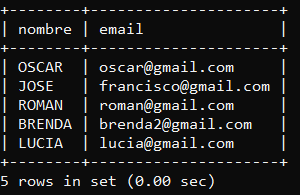 +--------+---------------------+
| nombre | email               |
+--------+---------------------+
| OSCAR  | oscar@gmail.com     |
| JOSE   | francisco@gmail.com |
| ROMAN  | roman@gmail.com     |
| BRENDA | brenda2@gmail.com   |
| LUCIA  | lucia@gmail.com     |
+--------+---------------------+
5 rows in set (0.00 sec)